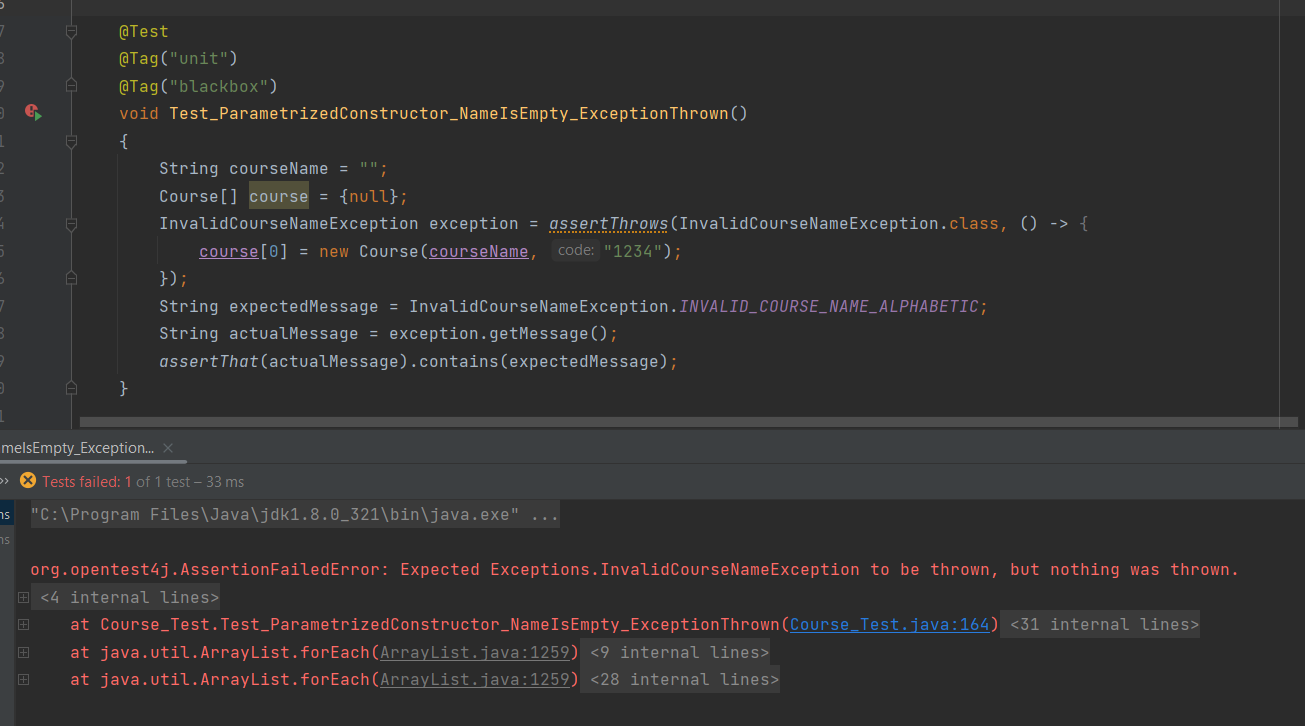 @Test
@Tag("unit")
@Tag("blackbox")
void Test_ParametrizedConstructor_NameIsEmpty_ExceptionThrown()
{
String courseName = "";
Course[] course = {null};
InvalidCourseNameException exception = assertThrows(InvalidCourseNameException.class, () -> {
course[0] = new Course(courseName, code: "1234");
});
String expectedMessage = InvalidCourseNameException.INVALID_COURSE_NAME_ALPHABETIC;
String actualMessage = exception.getMessage();
assertThat(actualMessage).contains(expectedMessage);
}
meIsEmpty_Exception...
Tests failed: 1 of 1 test – 33 ms
"C:\Program Files\Java\jdk1.8.0_321\bin\java.exe" ...
org.opentest4j.AssertionFailedError: Expected Exceptions.InvalidCourseNameException to be thrown, but nothing was thrown.
<4 internal lines>
at Course_Test.Test_ParametrizedConstructor_NameIsEmpty_ExceptionThrown(Course_Test.java:164) <31 internal lines>
at java.util.ArrayList.forEach(ArrayList.java:1259) <9 internal lines>
at java.util.ArrayList.forEach(ArrayList.java:1259) <28 internal lines>